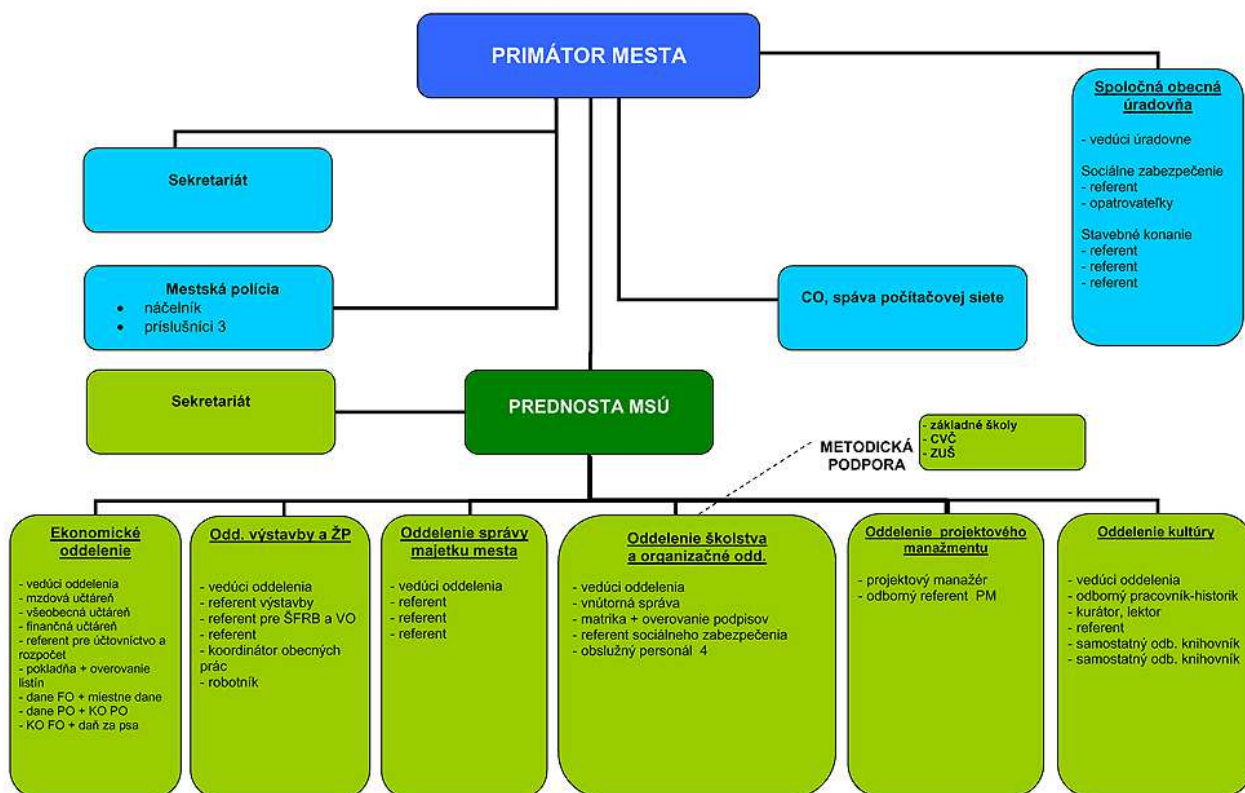 PRIMÁTOR MESTA
Spoločná obecná
úradovňa
- vedúci úradovne
Sociálne zabezpečenie
- referent
- opatrovateľky
Stavebné konanie
- referent
- referent
- referent
Sekretariát
Mestská polícia
• náčelník
• príslušníci 3
CO, spáva počítačovej siete
Sekretariát
PREDNOSTA MSÚ
METODICKÁ
PODPORA
- základné školy
- CVČ
- ZUŠ
Ekonomické
oddelenie
- vedúci oddelenia
- mzdová učtáreň
- všeobecná učtáreň
- finančná učtáreň
- referent pre účtovníctvo a
rozpočet
- pokladňa + overovanie
listín
- dane FO + miestne dane
- dane PO + KO PO
- KO FO + daň za psa
Odd. výstavby a ŽP
- vedúci oddelenia
- referent výstavby
- referent pre ŠFRB a VO
- referent
- koordinátor obecných
prác
- robotník
Oddelenie správy
majetku mesta
- vedúci oddelenia
- referent
- referent
- referent
Oddelenie školstva
a organizačné odd.
- vedúci oddelenia
- vnútorná správa
- matrika + overovanie podpisov
- referent sociálneho zabezpečenia
- obslužný personál 4
Oddelenie projektového
manažmentu
- projektový manažér
- odborný referent PM
Oddelenie kultúry
- vedúci oddelenia
- odborný pracovník-historik
- kurátor, lektor
- referent
- samostatný odb. knihovník
- samostatný odb. knihovník